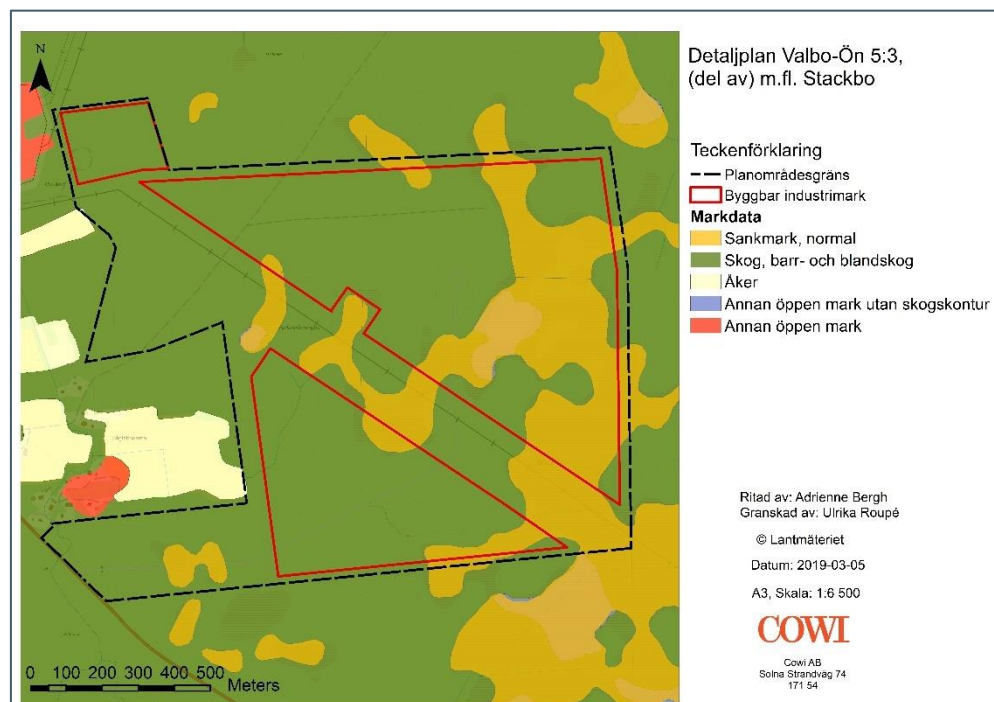 N
Detaljplan Valbo-Ön 5:3,
(del av) m.fl. Stackbo
Teckenförklaring
Planområdesgräns
Byggbar industrimark
Markdata
Sankmark, normal
Skog, barr- och blandskog
Åker
Annan öppen mark utan skogskontur
Annan öppen mark
Ritad av: Adrienne Bergh
Granskad av: Ulrika Roupé
© Lantmäteriet
Datum: 2019-03-05
A3, Skala: 1:6 500
COWI
Cowi AB
Solna Strandväg 74
171 54
0 100 200 300 400 500
Meters